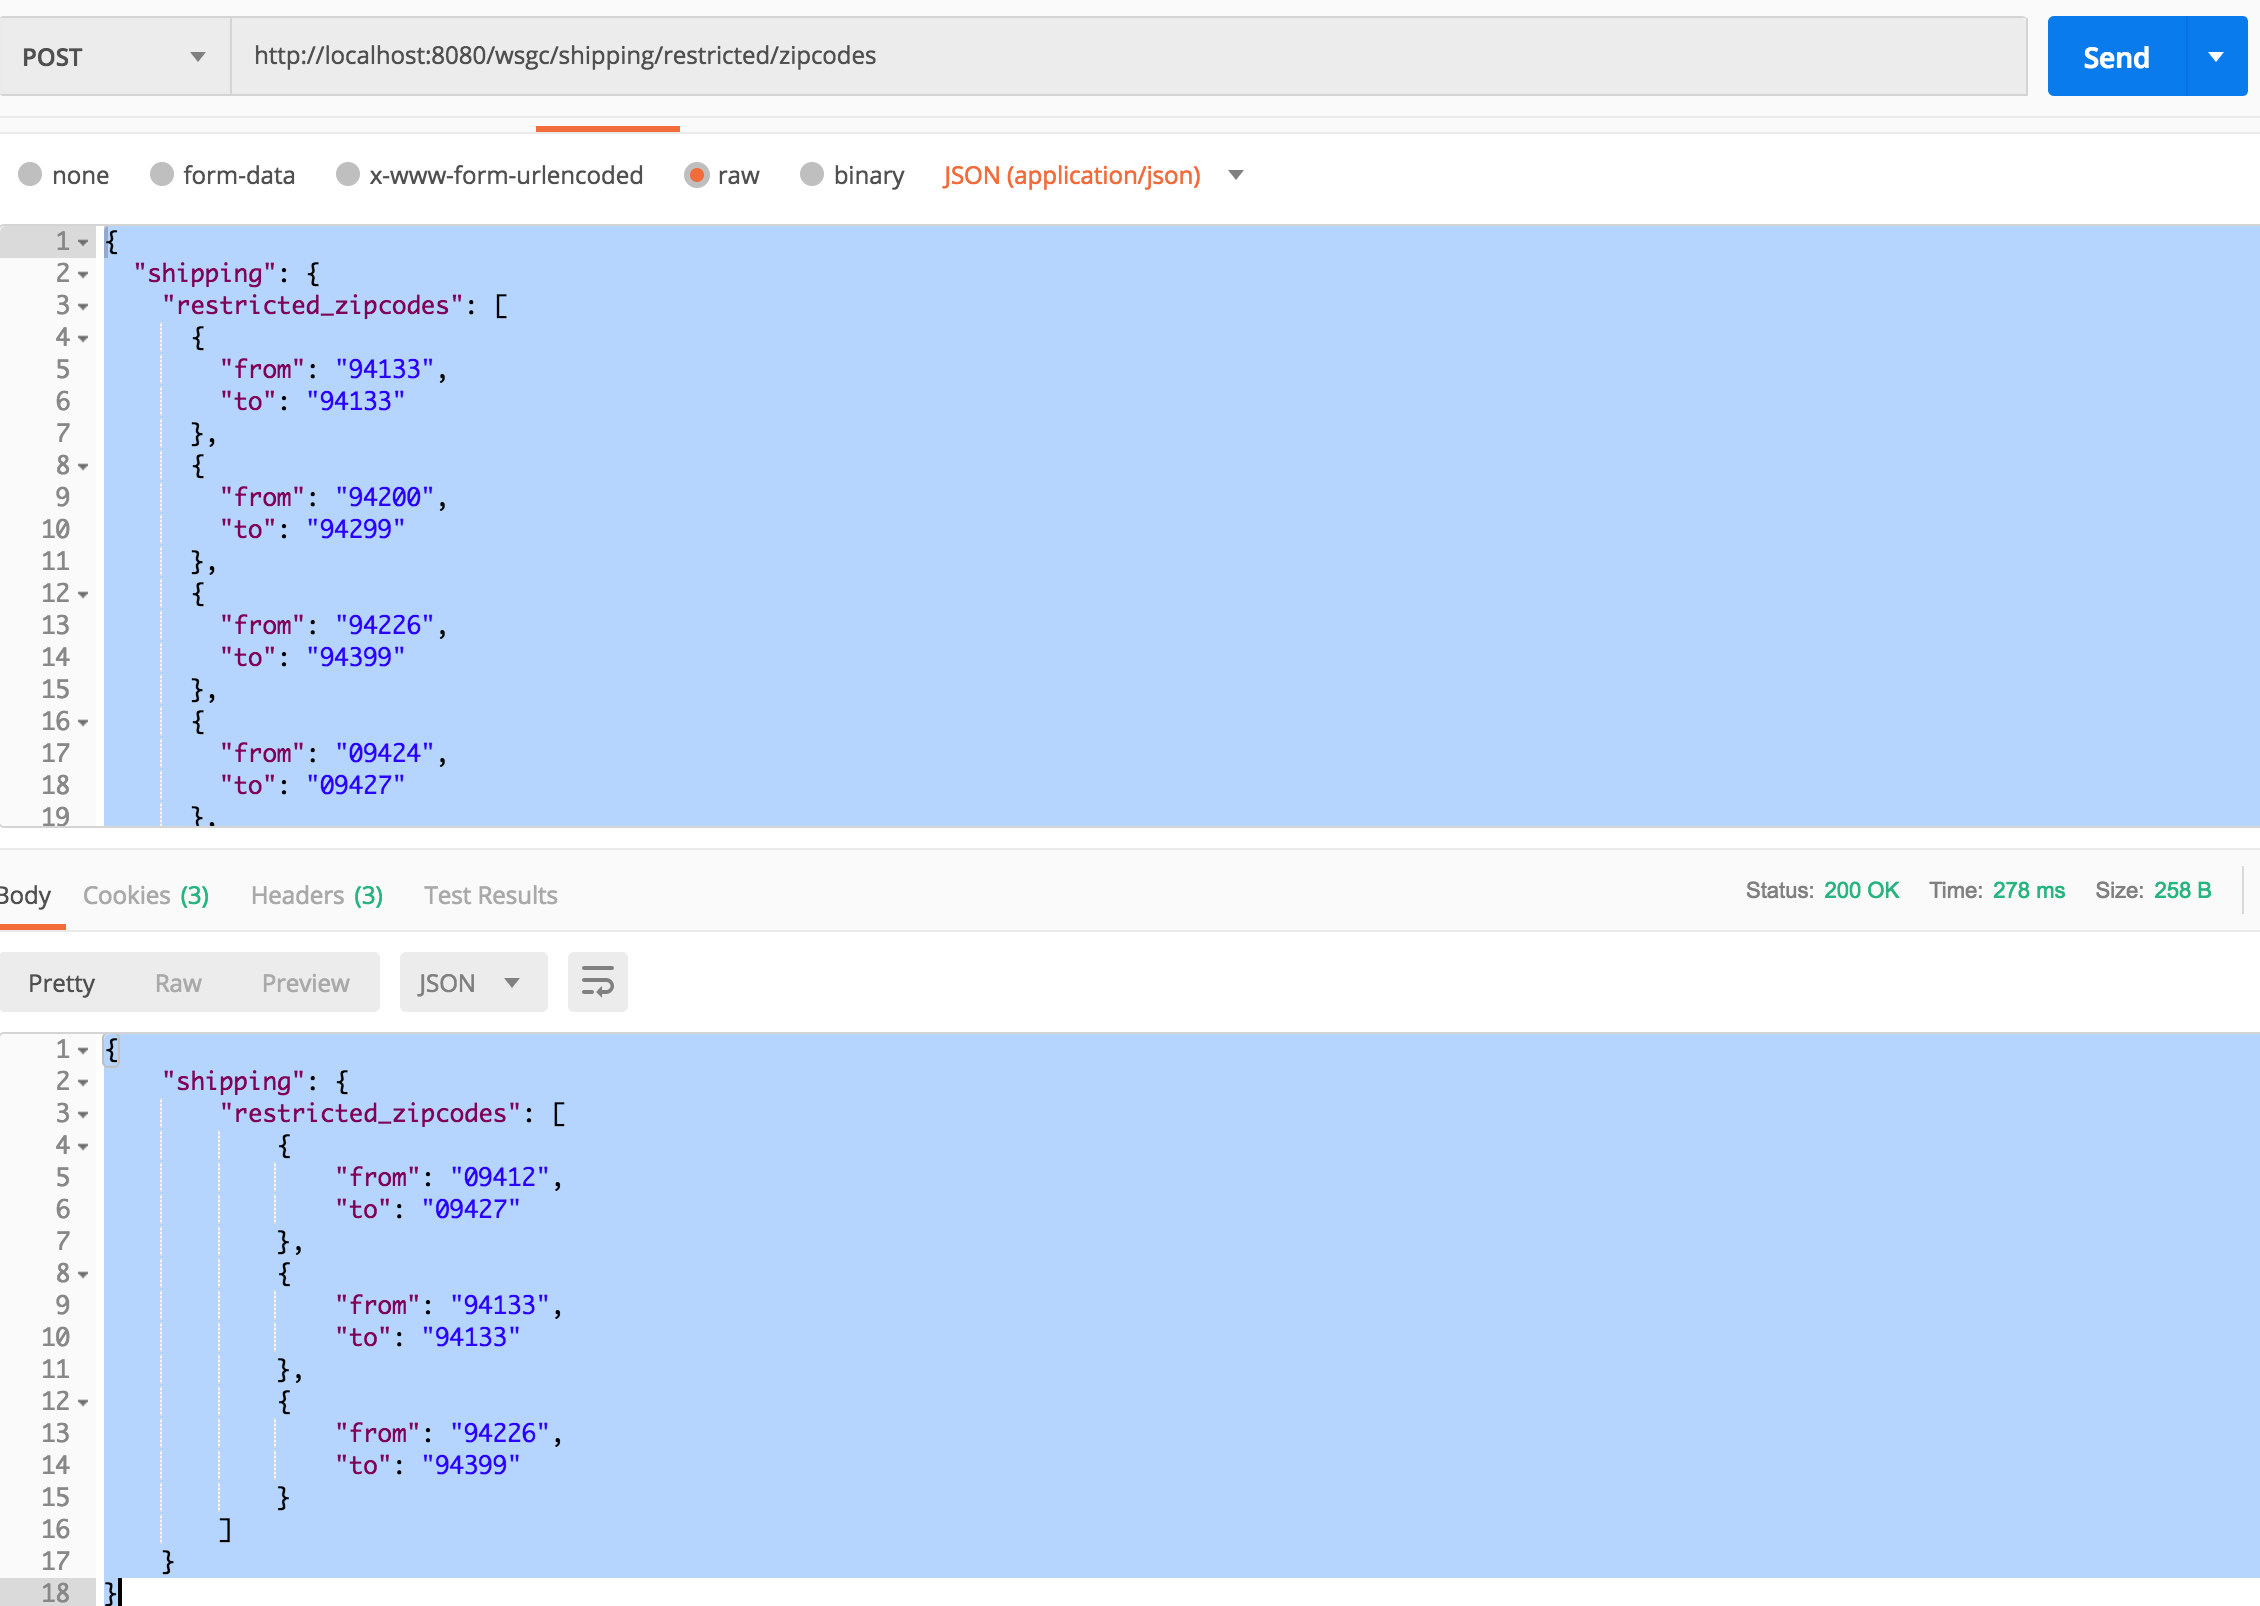 POST http://localhost:8080/wsgc/shipping/restricted/zipcodes Send
none form-data x-www-form-urlencoded raw binary JSON (application/json)
1 {
2 "shipping": {
3 "restricted_zipcodes": [
4 {
5 "from": "94133",
6 "to": "94133"
7 },
8 {
9 "from": "94200",
10 "to": "94299"
11 },
12 {
13 "from": "94226",
14 "to": "94399"
15 },
16 {
17 "from": "09424",
18 "to": "09427"
19 },
Body Cookies (3) Headers (3) Test Results Status: 200 OK Time: 278 ms Size: 258 B
Pretty Raw Preview JSON
1 {
2 "shipping": {
3 "restricted_zipcodes": [
4 {
5 "from": "09412",
6 "to": "09427"
7 },
8 {
9 "from": "94133",
10 "to": "94133"
11 },
12 {
13 "from": "94226",
14 "to": "94399"
15 }
16 ]
17 }
18 }